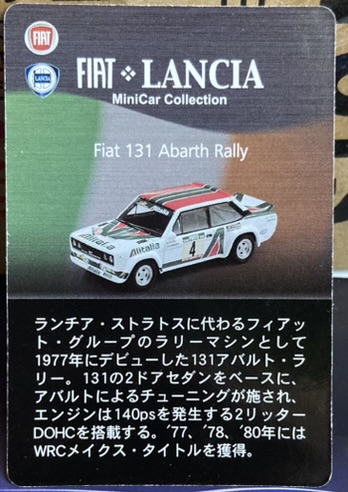 FIAT
LANCIA
FIAT LANCIA
MiniCar Collection
Fiat 131 Abarth Rally
Alitalia
Alitalia
4
ランチア・ストラトスに代わるフィアッ
ト・グループのラリーマシンとして
1977年にデビューした131アバルト・ラ
リー。131の2ドアセダンをベースに、
アバルトによるチューニングが施され、
エンジンは140psを発生する2リッター
DOHCを搭載する。'77、'78、'80年には
WRCメイクス・タイトルを獲得。